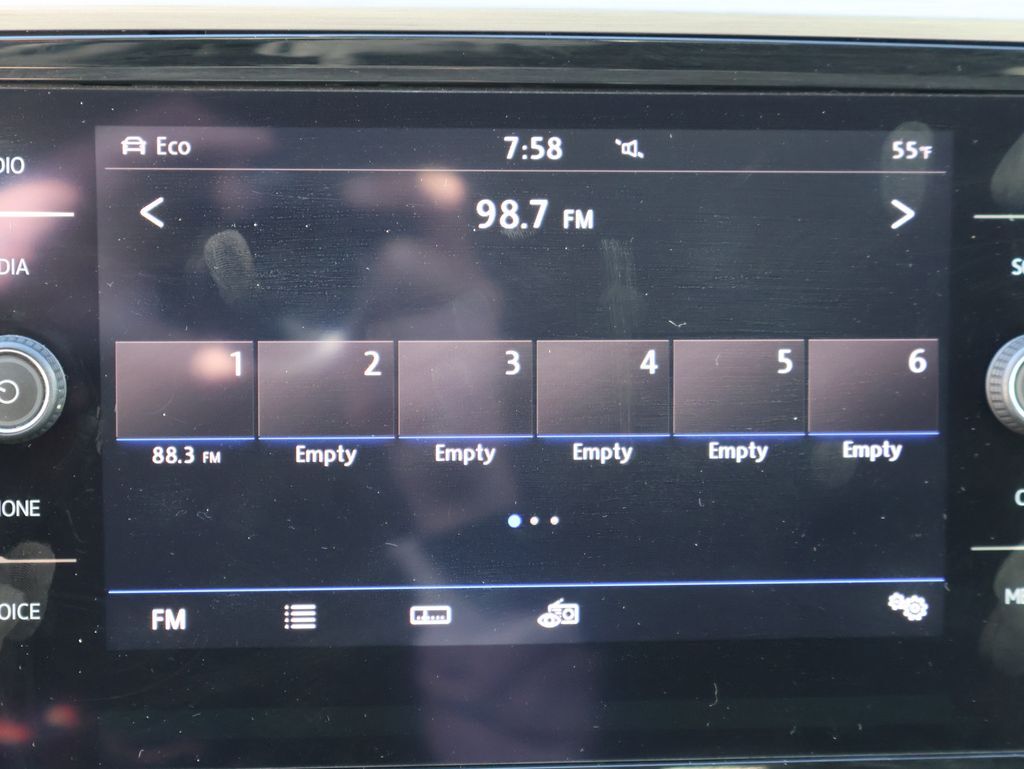 Eco 7:58 55°F
98.7 FM
1 2 3 4 5 6
88.3 FM Empty Empty Empty Empty Empty
FM
DIO
DIA
ONE
OICE